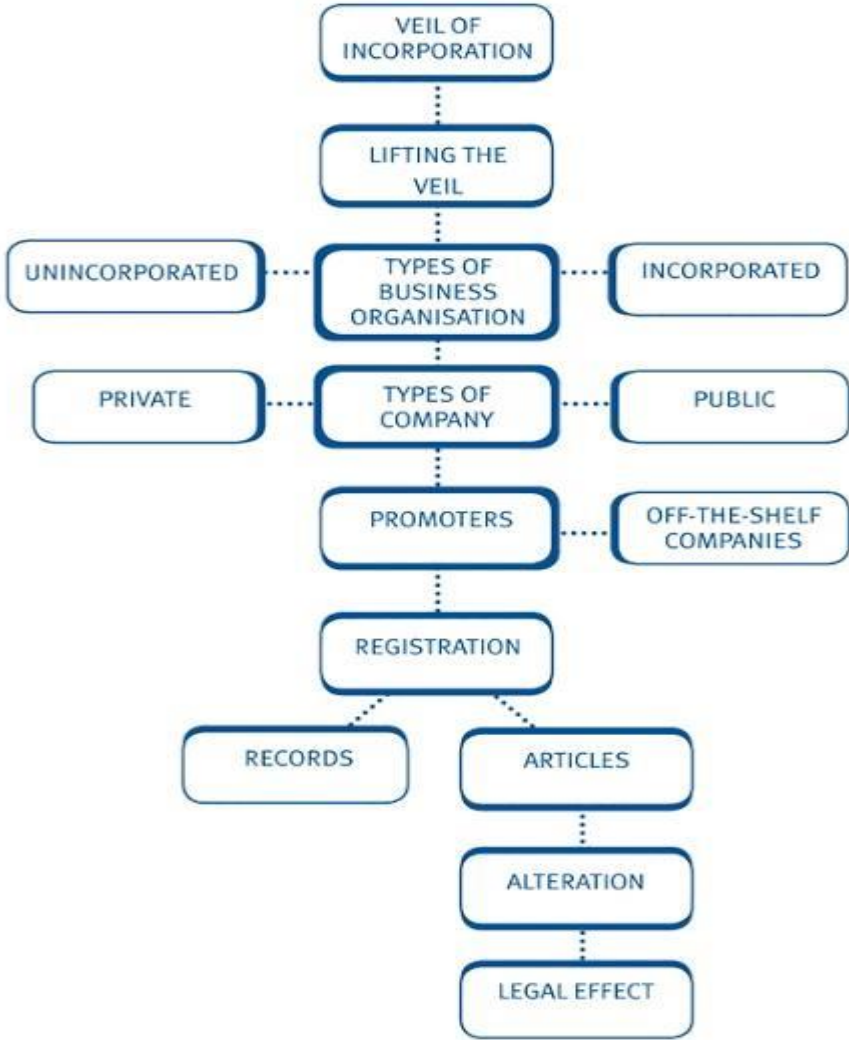 VEIL OF
INCORPORATION
LIFTING THE
VEIL
UNINCORPORATED
TYPES OF
BUSINESS
ORGANISATION
INCORPORATED
PRIVATE
TYPES OF
COMPANY
PUBLIC
PROMOTERS
OFF-THE-SHELF
COMPANIES
REGISTRATION
RECORDS
ARTICLES
ALTERATION
LEGAL EFFECT